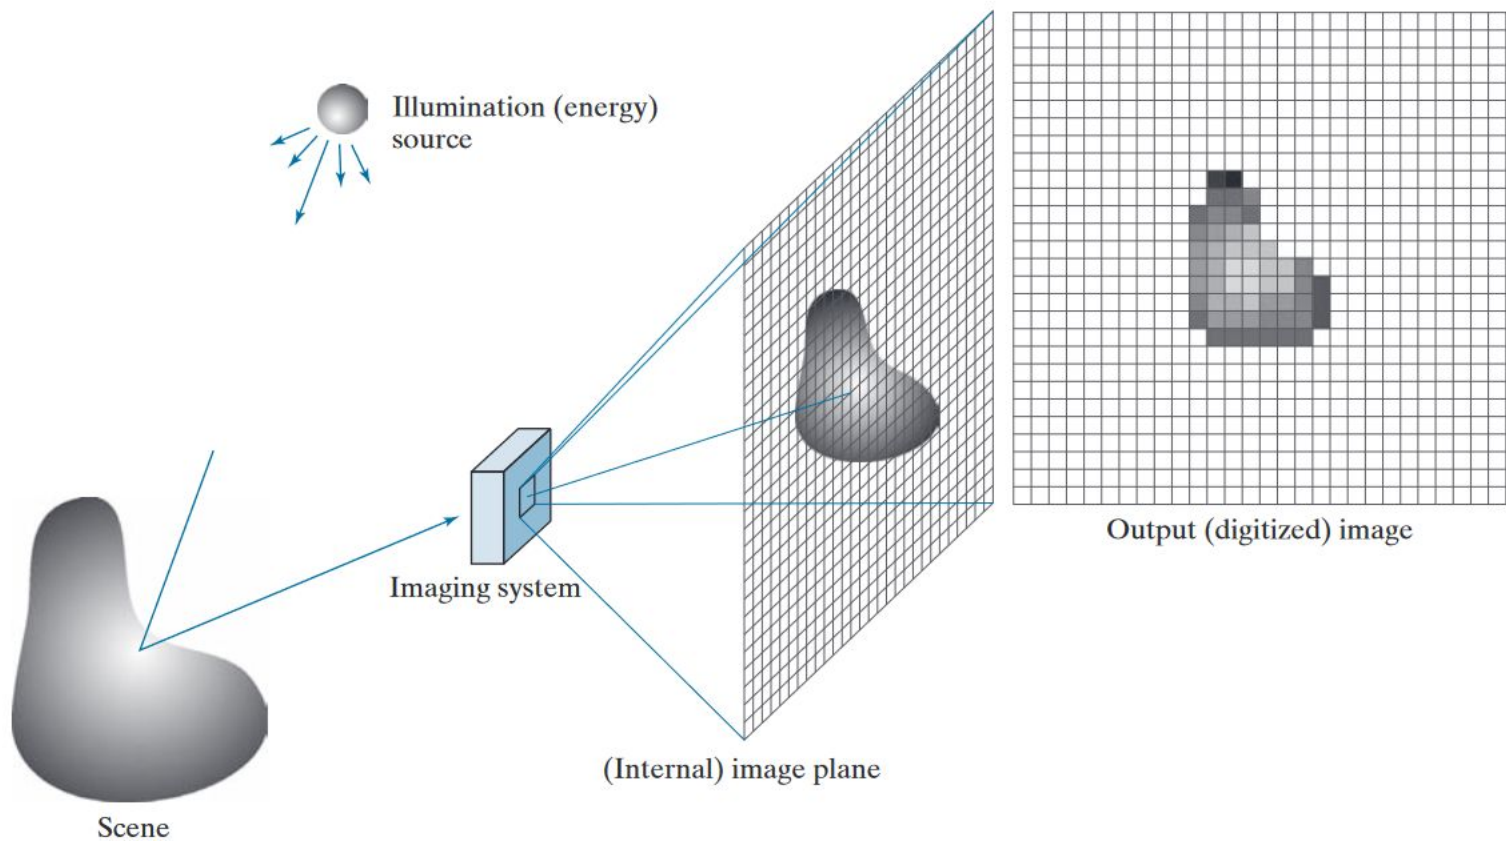 Illumination (energy)
source
Output (digitized) image
Imaging system
(Internal) image plane
Scene